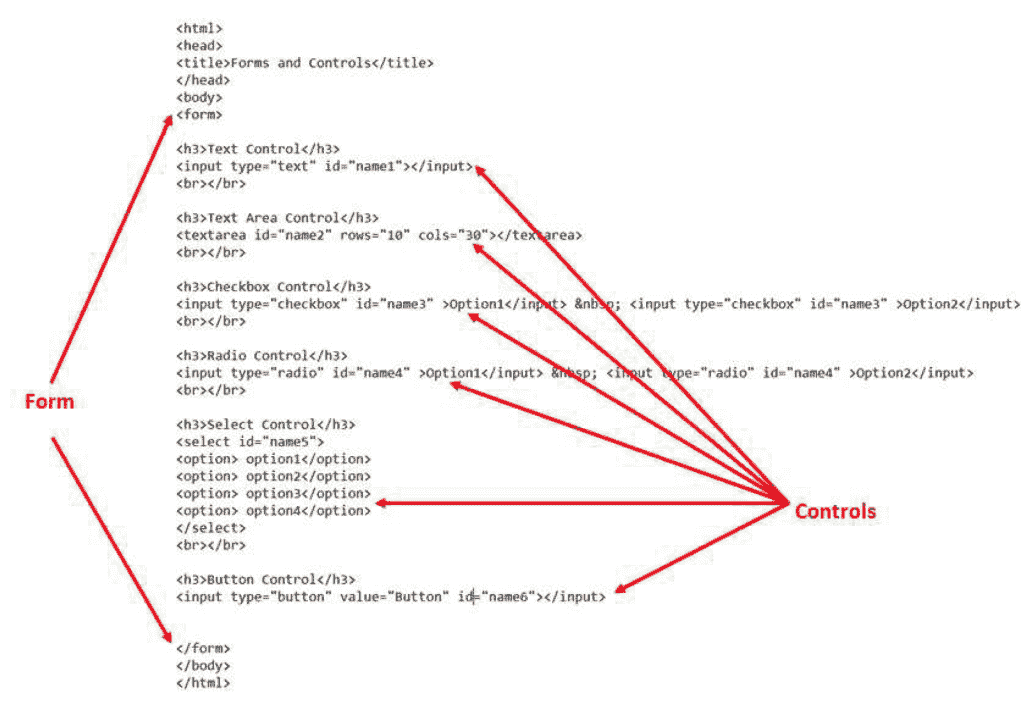 <html>
<head>
<title>Forms and Controls</title>
</head>
<body>
<form>
<h3>Text Control</h3>
<input type="text" id="name1"></input>
<br></br>
<h3>Text Area Control</h3>
<textarea id="name2" rows="10" cols="30"></textarea>
<br></br>
<h3>Checkbox Control</h3>
<input type="checkbox" id="name3" >Option1</input> &nbsp; <input type="checkbox" id="name3" >Option2</input>
<br></br>
<h3>Radio Control</h3>
<input type="radio" id="name4" >Option1</input> &nbsp; <input type="radio" id="name4" >Option2</input>
<br></br>
Form
<h3>Select Control</h3>
<select id="name5">
<option> option1</option>
<option> option2</option>
<option> option3</option>
<option> option4</option>
Controls
</select>
<br></br>
<h3>Button Control</h3>
<input type="button" value="Button" id="name6"></input>
</form>
</body>
</html>